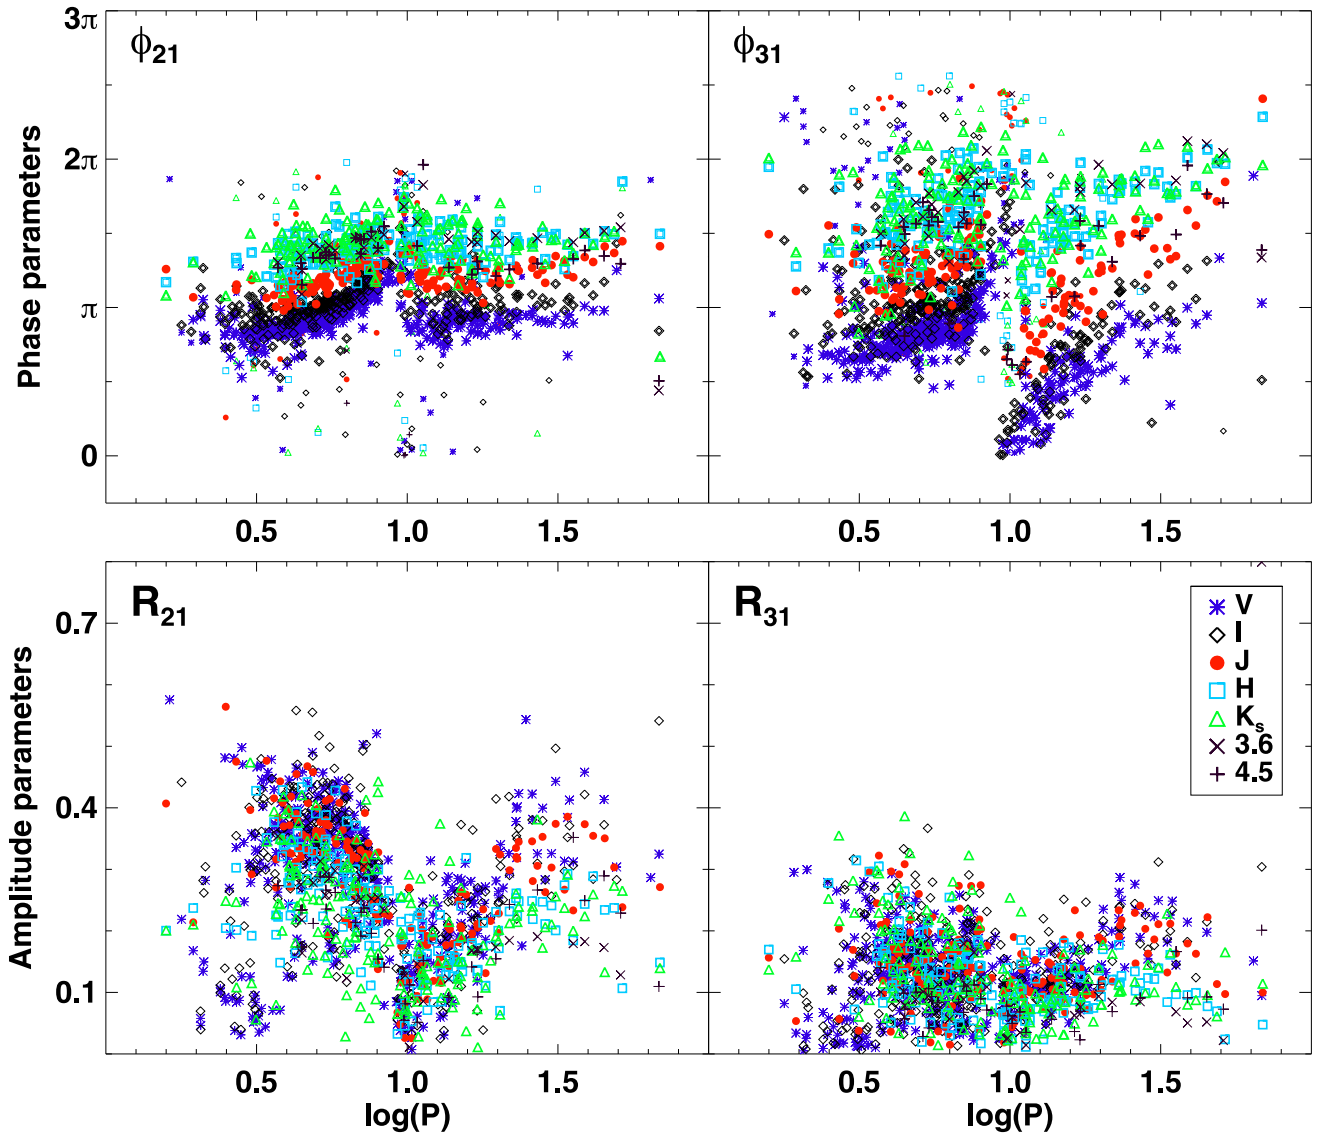 3π
2π
π
0
Phase parameters
ϕ21
ϕ31
0.5 1.0 1.5
0.5 1.0 1.5
0.7
0.4
0.1
Amplitude parameters
R21
R31
V
I
J
H
Ks
3.6
4.5
0.5 1.0 1.5
0.5 1.0 1.5
log(P)
log(P)